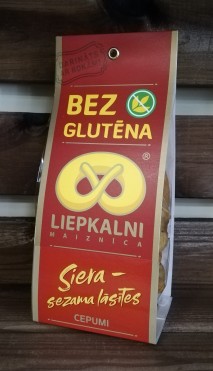 BEZ
GLUTĒNA
®
LIEPKALNI
MAIZNĪCA
Siera -
sezama lāsītes
CEPUMI